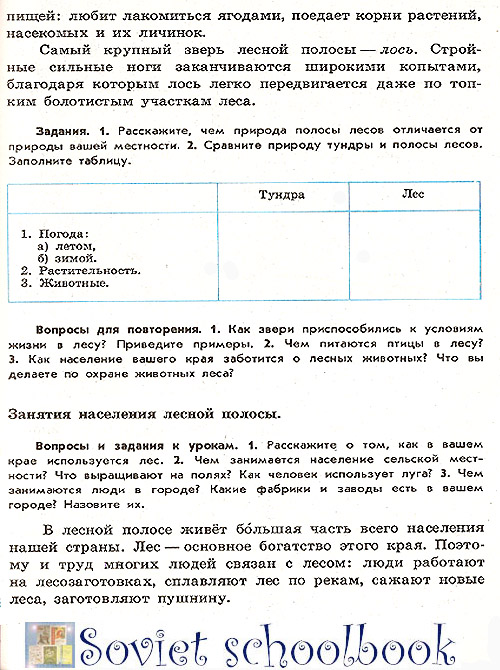 пищей: любит лакомиться ягодами, поедает корни растений,
насекомых и их личинок.
Самый крупный зверь лесной полосы — лось. Строй-
ные сильные ноги заканчиваются широкими копытами,
благодаря которым лось легко передвигается даже по топ-
ким болотистым участкам леса.
Задания. 1. Расскажите, чем природа полосы лесов отличается от
природы вашей местности. 2. Сравните природу тундры и полосы лесов.
Заполните таблицу.
Тундра Лес
1. Погода:
а) летом,
б) зимой.
2. Растительность.
3. Животные.
Вопросы для повторения. 1. Как звери приспособились к условиям
жизни в лесу? Приведите примеры. 2. Чем питаются птицы в лесу?
3. Как население вашего края заботится о лесных животных? Что вы
делаете по охране животных леса?
Занятия населения лесной полосы.
Вопросы и задания к урокам. 1. Расскажите о том, как в вашем
крае используется лес. 2. Чем занимается население сельской мест-
ности? Что выращивают на полях? Как человек использует луга? 3. Чем
занимаются люди в городе? Какие фабрики и заводы есть в вашем
городе? Назовите их.
В лесной полосе живёт бо́льшая часть всего населения
нашей страны. Лес — основное богатство этого края. Поэто-
му и труд многих людей связан с лесом: люди работают
на лесозаготовках, сплавляют лес по рекам, сажают новые
леса, заготовляют пушнину.
Soviet schoolbook